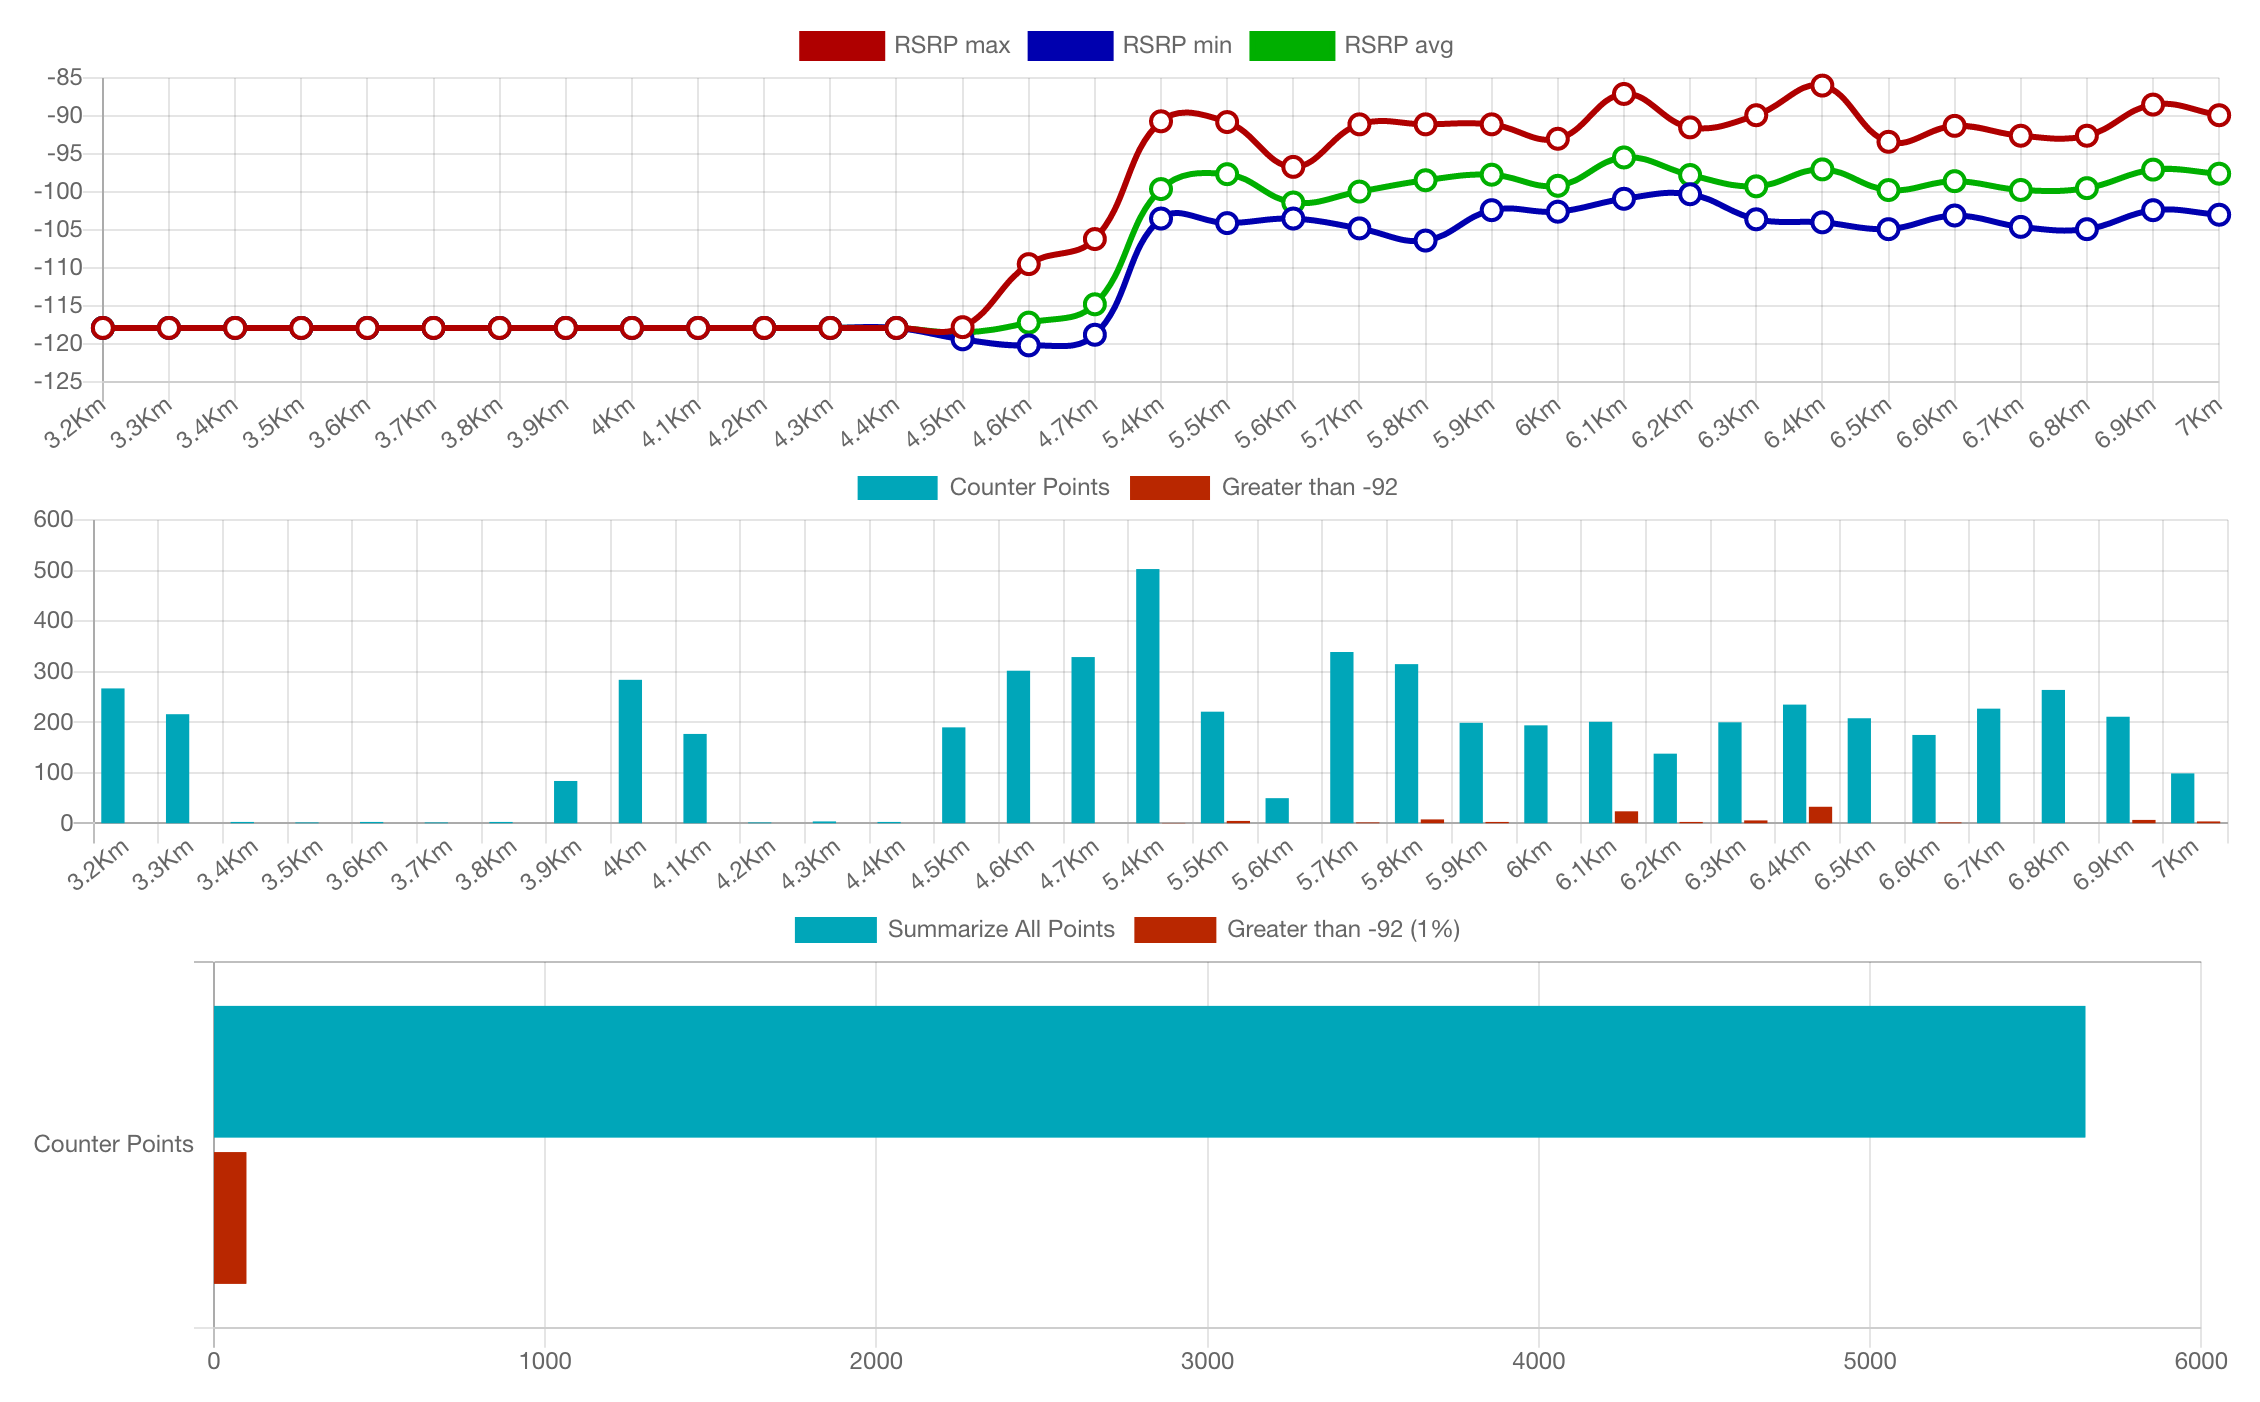 RSRP max RSRP min RSRP avg
-85
-90
-95
-100
-105
-110
-115
-120
-125
3.2Km 3.3Km 3.4Km 3.5Km 3.6Km 3.7Km 3.8Km 3.9Km 4Km 4.1Km 4.2Km 4.3Km 4.4Km 4.5Km 4.6Km 4.7Km 5.4Km 5.5Km 5.6Km 5.7Km 5.8Km 5.9Km 6Km 6.1Km 6.2Km 6.3Km 6.4Km 6.5Km 6.6Km 6.7Km 6.8Km 6.9Km 7Km
Counter Points Greater than -92
600
500
400
300
200
100
0
3.2Km 3.3Km 3.4Km 3.5Km 3.6Km 3.7Km 3.8Km 3.9Km 4Km 4.1Km 4.2Km 4.3Km 4.4Km 4.5Km 4.6Km 4.7Km 5.4Km 5.5Km 5.6Km 5.7Km 5.8Km 5.9Km 6Km 6.1Km 6.2Km 6.3Km 6.4Km 6.5Km 6.6Km 6.7Km 6.8Km 6.9Km 7Km
Summarize All Points Greater than -92 (1%)
Counter Points
0 1000 2000 3000 4000 5000 6000